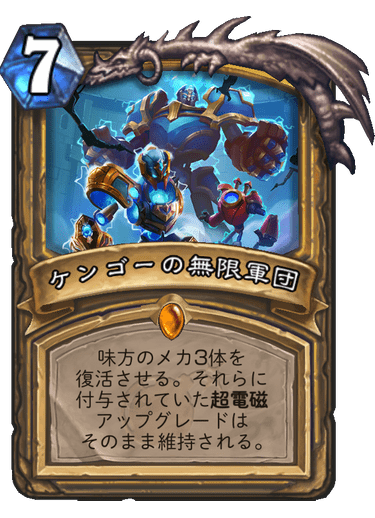 7
ケンゴーの無限軍団
味方のメカ3体を
復活させる。それらに
付与されていた超電磁
アップグレードは
そのまま維持される。